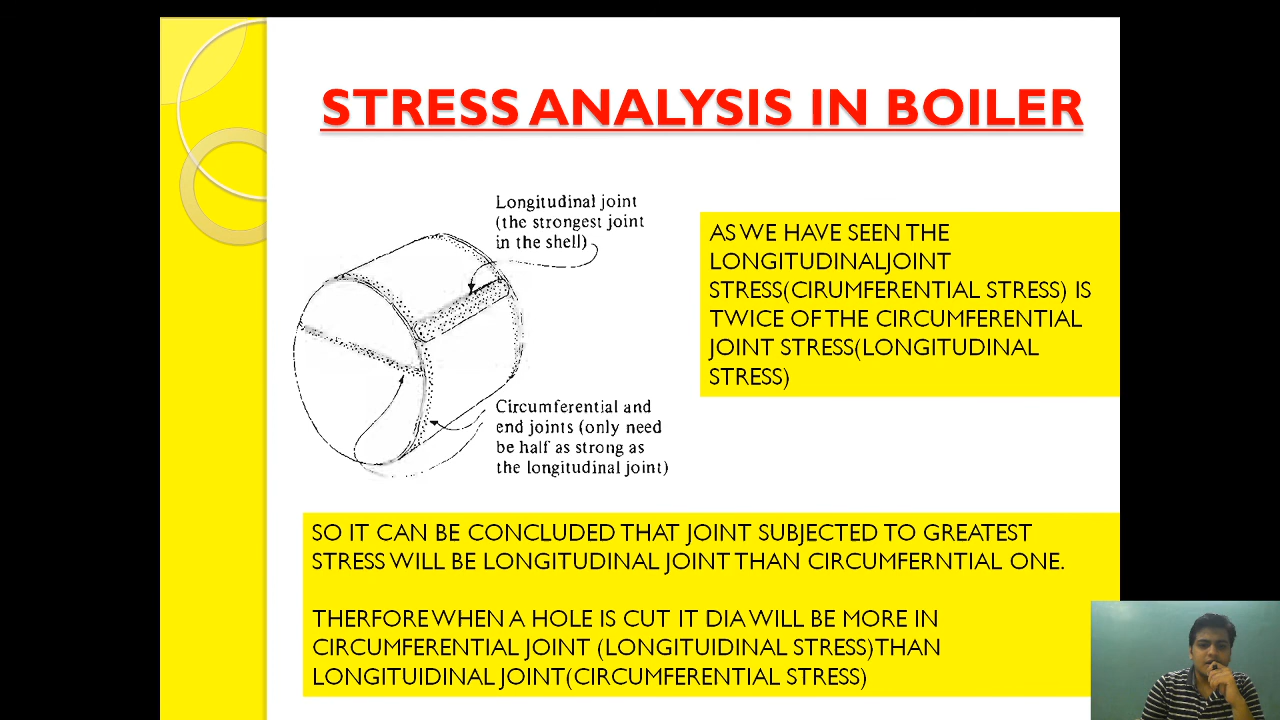 STRESS ANALYSIS IN BOILER
Longitudinal joint
(the strongest joint
in the shell)
AS WE HAVE SEEN THE
LONGITUDINALJOINT
STRESS(CIRUMFERENTIAL STRESS) IS
TWICE OF THE CIRCUMFERENTIAL
JOINT STRESS(LONGITUDINAL
STRESS)
Circumferential and
end joints (only need
be half as strong as
the longitudinal joint)
SO IT CAN BE CONCLUDED THAT JOINT SUBJECTED TO GREATEST
STRESS WILL BE LONGITUDINAL JOINT THAN CIRCUMFERNTIAL ONE.
THERFORE WHEN A HOLE IS CUT IT DIA WILL BE MORE IN
CIRCUMFERENTIAL JOINT (LONGITUIDINAL STRESS)THAN
LONGITUIDINAL JOINT(CIRCUMFERENTIAL STRESS)